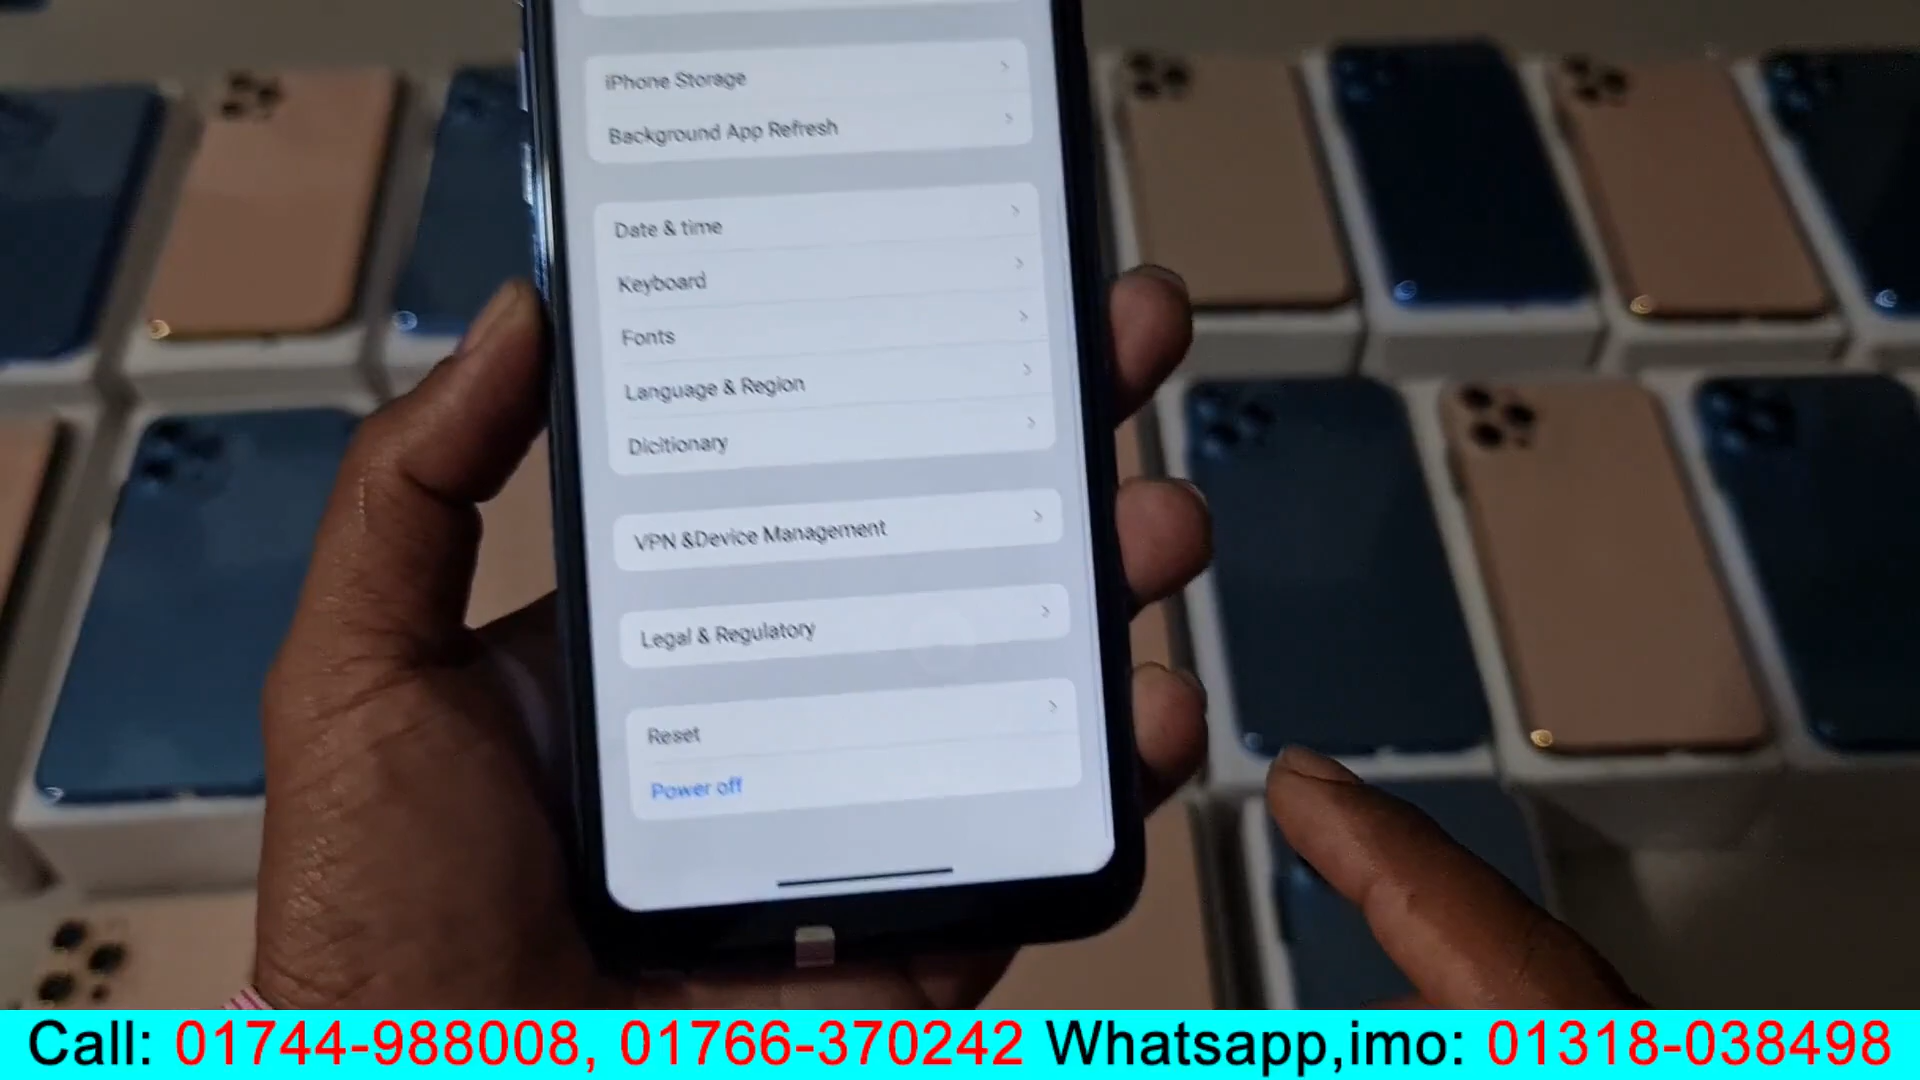 iPhone Storage
Background App Refresh
Date & time
Keyboard
Fonts
Language & Region
Dicitionary
VPN &Device Management
Legal & Regulatory
Reset
Power off
Call: 01744-988008, 01766-370242 Whatsapp,imo: 01318-038498